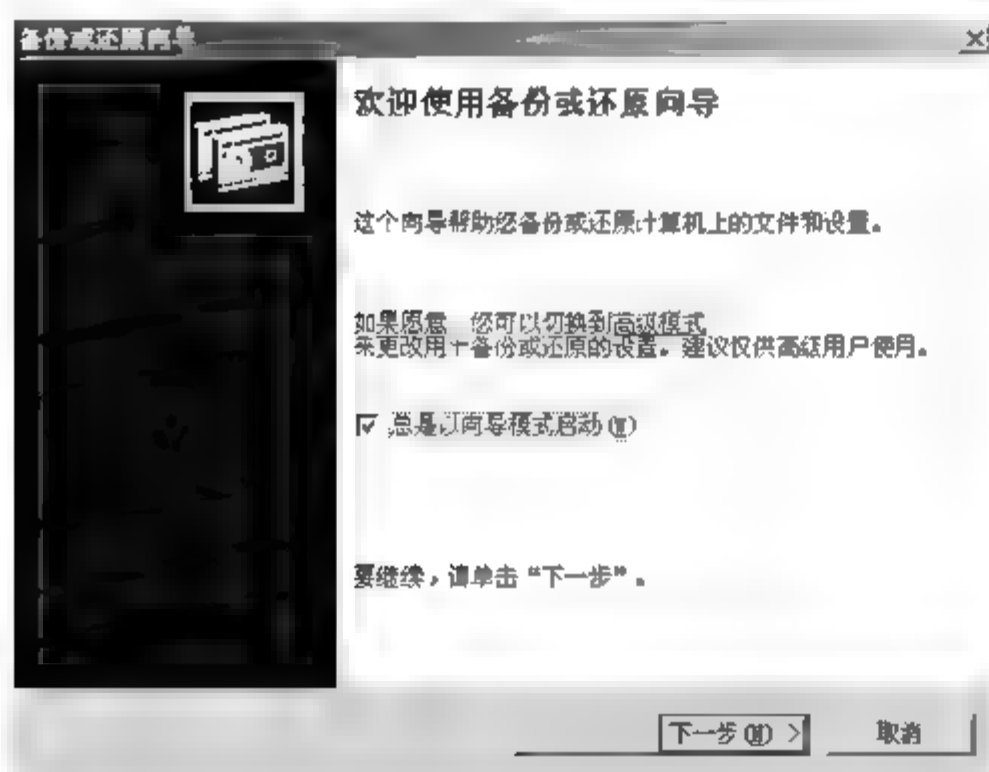 备份或还原向导
欢迎使用备份或还原向导
这个向导帮助您备份或还原计算机上的文件和设置。
如果愿意 您可以切换到高级模式
来更改用于备份或还原的设置。建议仅供高级用户使用。
总是以向导模式启动(W)
要继续，请单击“下一步”。
下一步(N) >
取消